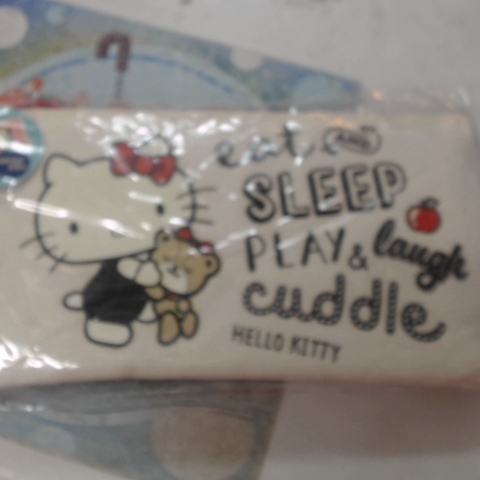 eat
SLEEP
PLAY & laugh
cuddle
HELLO KITTY